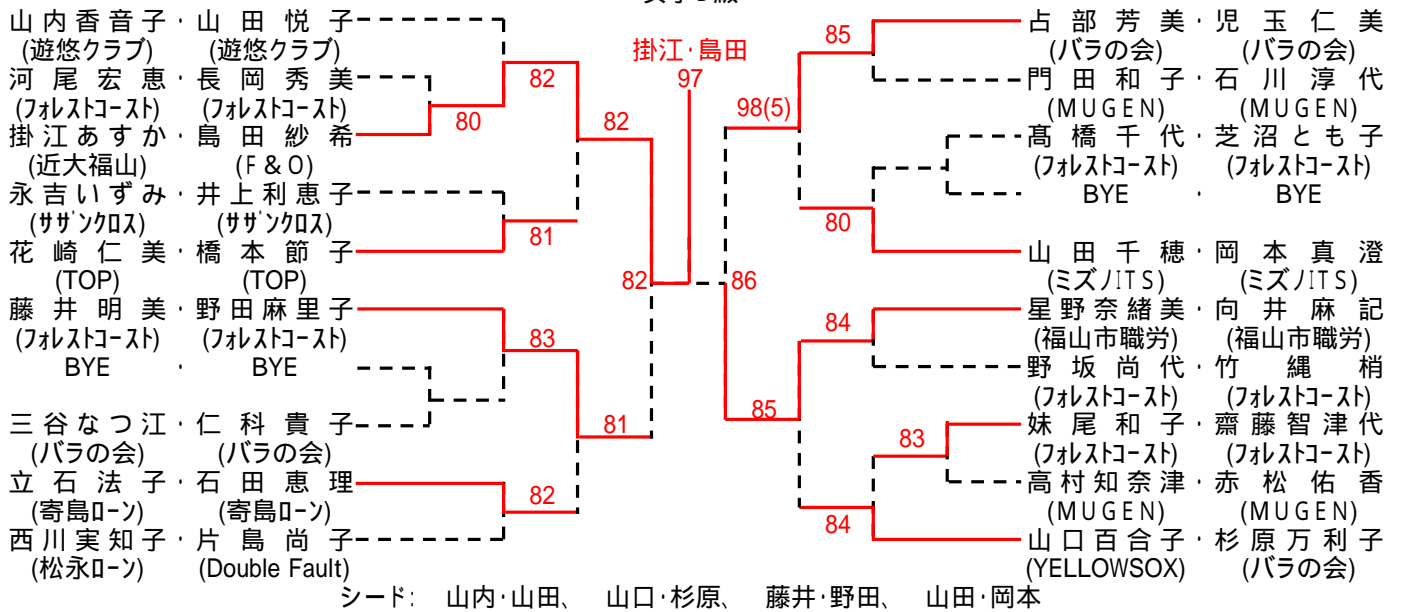 山内香音子・山田悦子
(遊悠クラブ) (遊悠クラブ)
河尾宏恵・長岡秀美
(フォレストコースト) (フォレストコースト)
掛江あすか・島田紗希
(近大福山) (F&O)
永吉いずみ・井上利恵子
(サザンクロス) (サザンクロス)
花崎仁美・橋本節子
(TOP) (TOP)
藤井明美・野田麻里子
(フォレストコースト) (フォレストコースト)
BYE ・ BYE
三谷なつ江・仁科貴子
(バラの会) (バラの会)
立石法子・石田恵理
(寄島ローン) (寄島ローン)
西川実知子・片島尚子
(松永ローン) (Double Fault)
80
82
81
83
82
82
81
82
掛江・島田
97
86
98(5)
85
85
80
84
83
84
占部芳美・児玉仁美
(バラの会) (バラの会)
門田和子・石川淳代
(MUGEN) (MUGEN)
髙橋千代・芝沼とも子
(フォレストコースト) (フォレストコースト)
BYE ・ BYE
山田千穂・岡本真澄
(ミズノITS) (ミズノITS)
星野奈緒美・向井麻記
(福山市職労) (福山市職労)
野坂尚代・竹縄梢
(フォレストコースト) (フォレストコースト)
妹尾和子・齋藤智津代
(フォレストコースト) (フォレストコースト)
高村知奈津・赤松佑香
(MUGEN) (MUGEN)
山口百合子・杉原万利子
(YELLOWSOX) (バラの会)
シード: 山内・山田、 山口・杉原、 藤井・野田、 山田・岡本